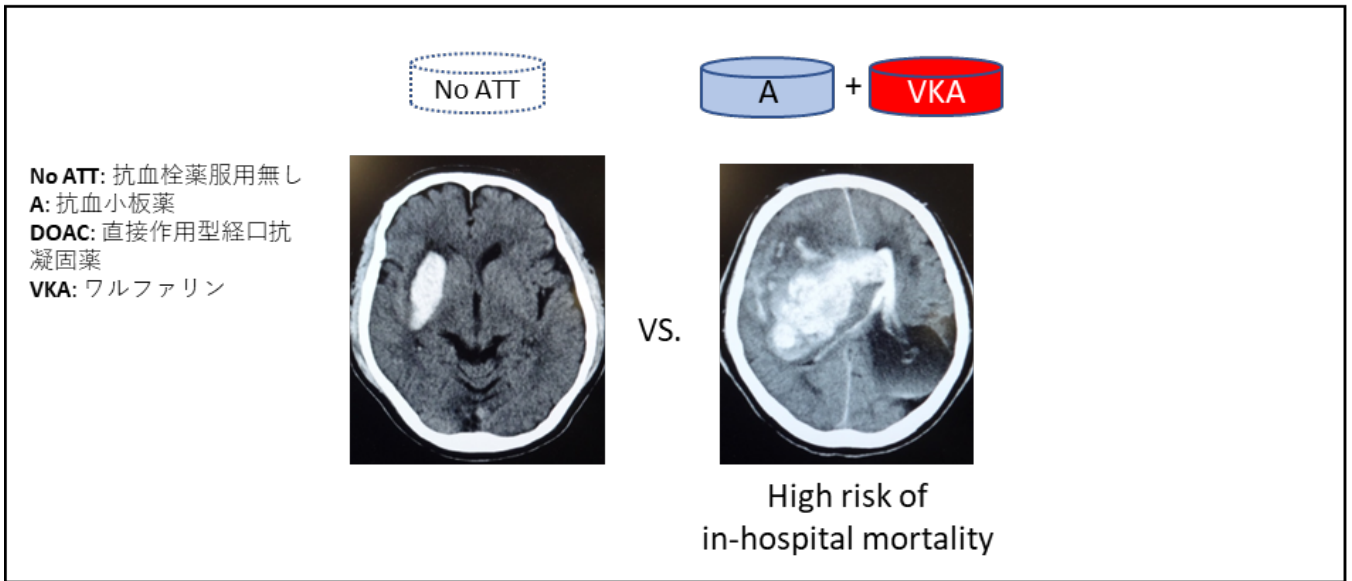 No ATT
A + VKA
No ATT: 抗血栓薬服用無し
A: 抗血小板薬
DOAC: 直接作用型経口抗
凝固薬
VKA: ワルファリン
VS.
High risk of
in-hospital mortality